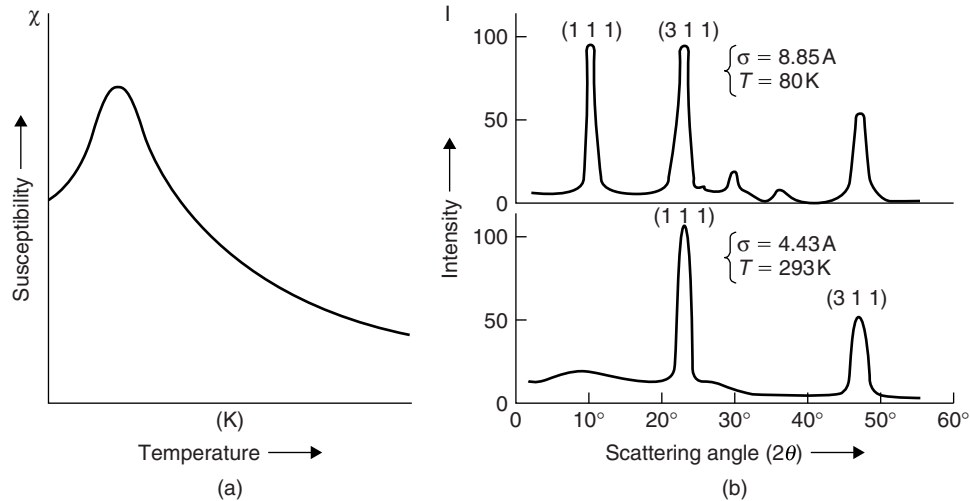 χ
Susceptibility
(K)
Temperature
(a)
I
Intensity
100
50
0
(1 1 1)
(3 1 1)
σ = 8.85 A
T = 80 K
100
50
(1 1 1)
σ = 4.43 A
T = 293 K
(3 1 1)
0
10°
20°
30°
40°
50°
60°
Scattering angle (2θ)
(b)